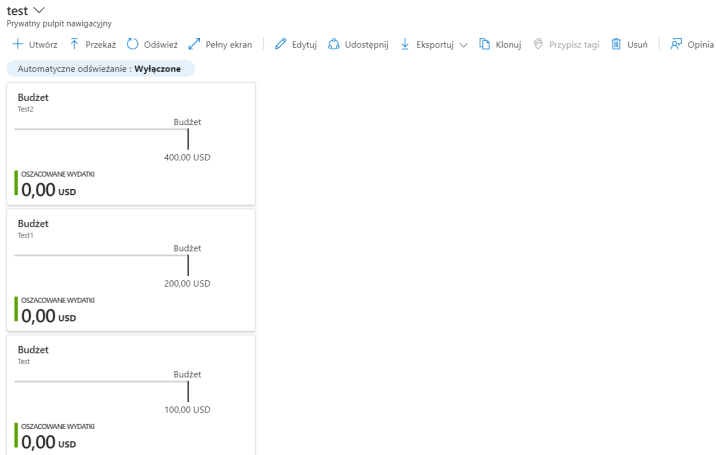 test
Prywatny pulpit nawigacyjny
Utwórz Przekaż Odśwież Pełny ekran Edytuj Udostępnij Eksportuj Klonuj Przypisz tagi Usuń Opinia
Automatyczne odświeżanie : Wyłączone
Budżet
Test2
Budżet
400,00 USD
OSZACOWANE WYDATKI
0,00 USD
Budżet
Test1
Budżet
200,00 USD
OSZACOWANE WYDATKI
0,00 USD
Budżet
Test
Budżet
100,00 USD
OSZACOWANE WYDATKI
0,00 USD